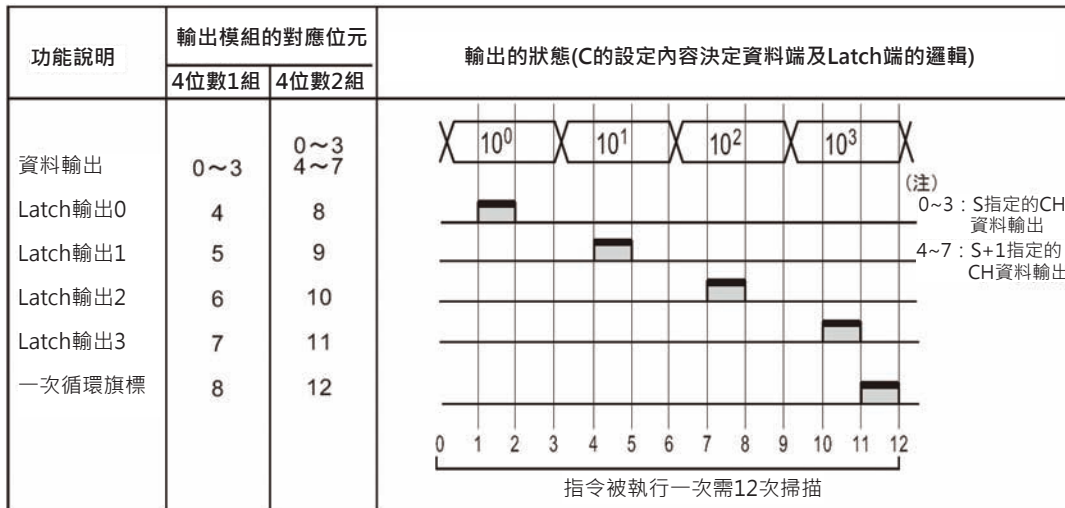 功能說明
輸出模組的對應位元
4位數1組 4位數2組
輸出的狀態(C的設定內容決定資料端及Latch端的邏輯)
資料輸出 0～3 0～3
4～7
10⁰ 10¹ 10² 10³
(注)
0~3：S指定的CH
資料輸出
4~7：S+1指定的
CH資料輸出
Latch輸出0 4 8
Latch輸出1 5 9
Latch輸出2 6 10
Latch輸出3 7 11
一次循環旗標 8 12
0 1 2 3 4 5 6 7 8 9 10 11 12
指令被執行一次需12次掃描